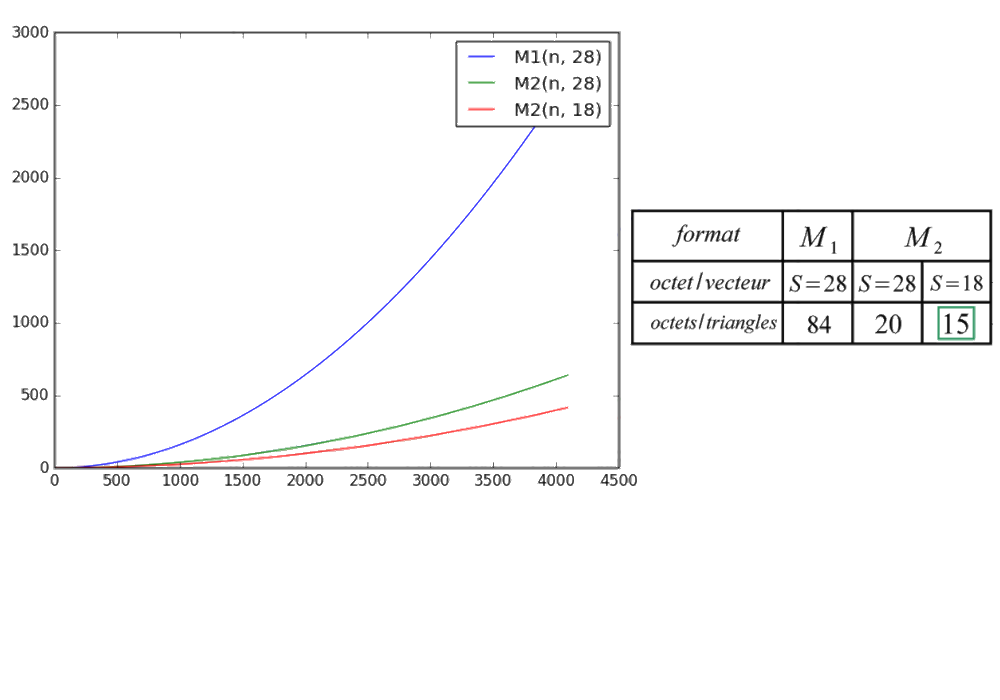 3000
2500
2000
1500
1000
500
0
0 500 1000 1500 2000 2500 3000 3500 4000 4500
M1(n, 28)
M2(n, 28)
M2(n, 18)
format M₁ M₂
octet/vecteur S=28 S=28 S=18
octets/triangles 84 20 15